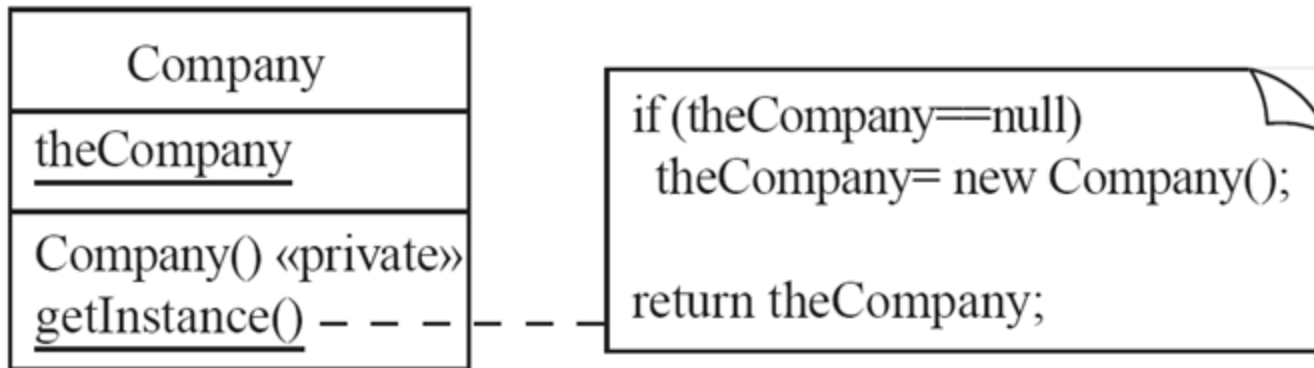 Company
theCompany
Company() «private»
getInstance()
if (theCompany==null)
theCompany= new Company();
return theCompany;